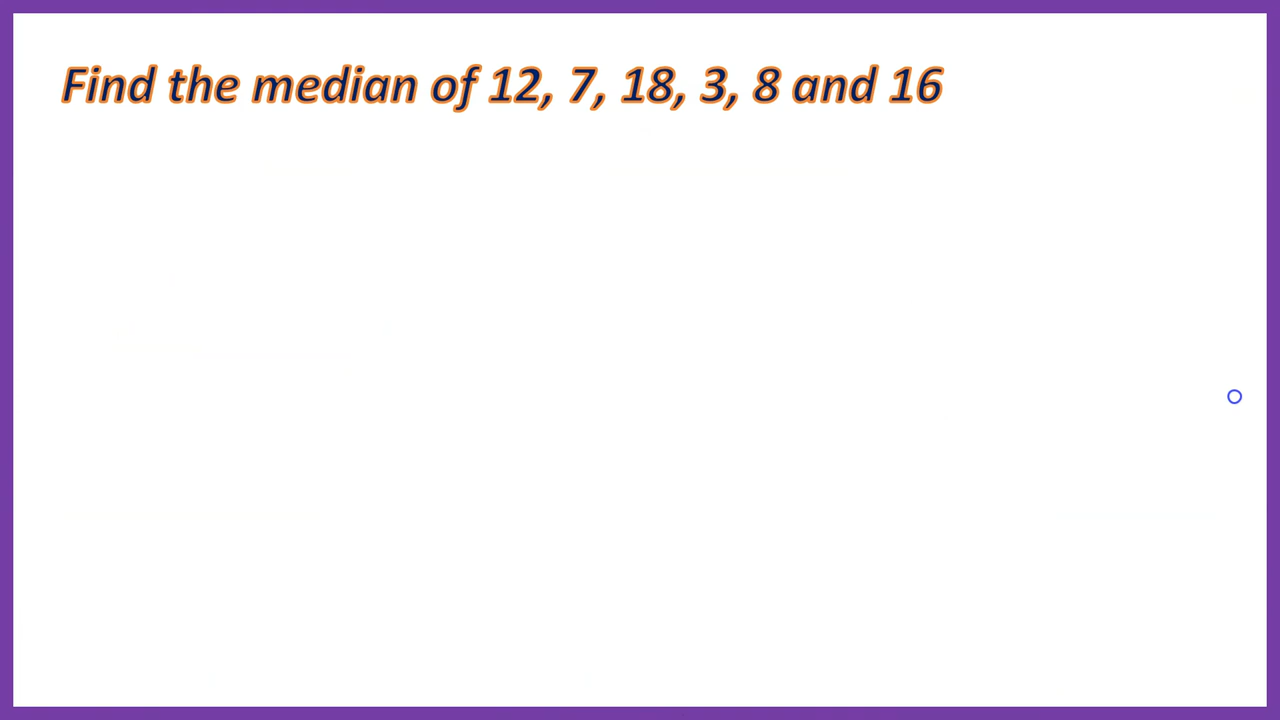 Find the median of 12, 7, 18, 3, 8 and 16